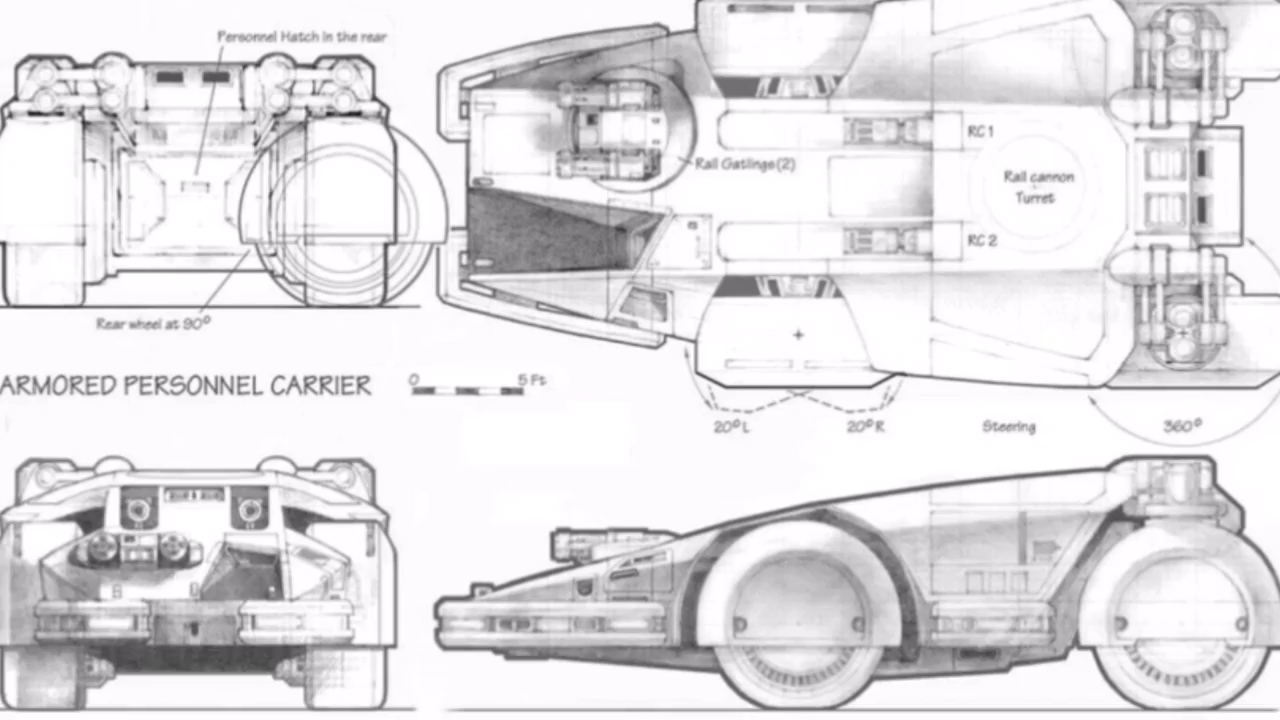 Personnel Hatch in the rear
RC 1
Rail Gatlings (2)
Rail cannon
Turret
RC 2
Rear wheel at 90°
ARMORED PERSONNEL CARRIER
0 5 Ft
20° L
20° R
Steering
360°